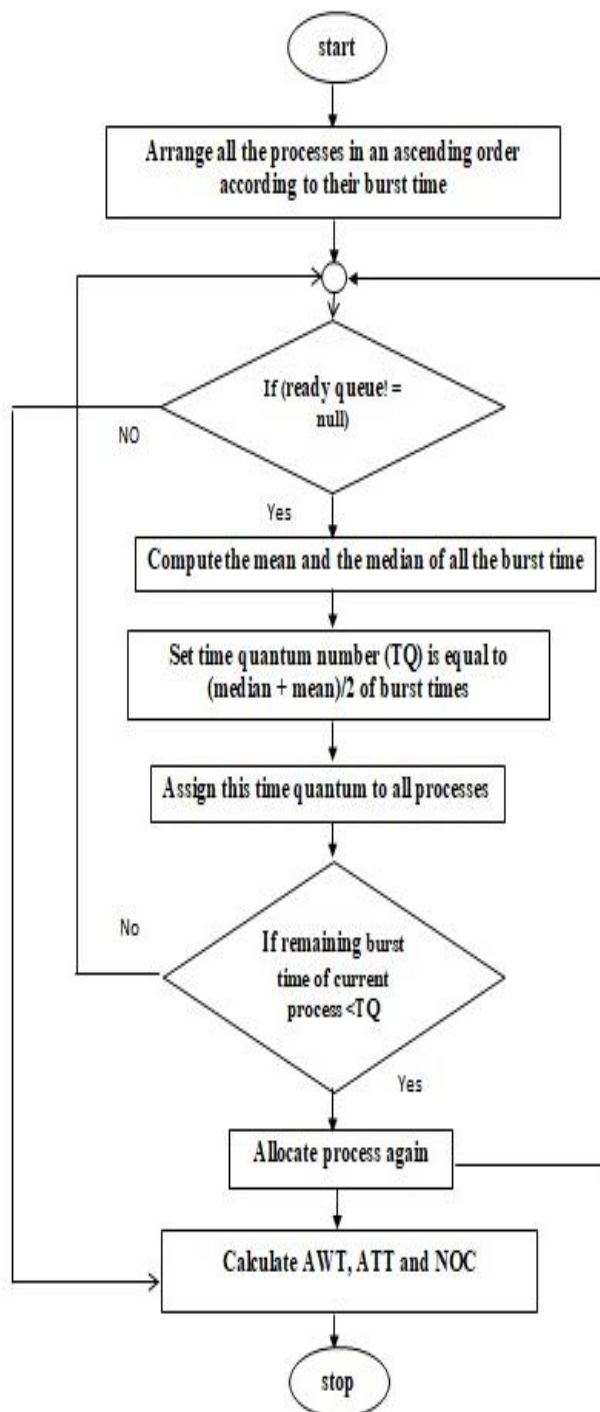 start
Arrange all the processes in an ascending order
according to their burst time
If (ready queue! =
null)
NO
Yes
Compute the mean and the median of all the burst time
Set time quantum number (TQ) is equal to
(median + mean)/2 of burst times
Assign this time quantum to all processes
No
If remaining burst
time of current
process <TQ
Yes
Allocate process again
Calculate AWT, ATT and NOC
stop